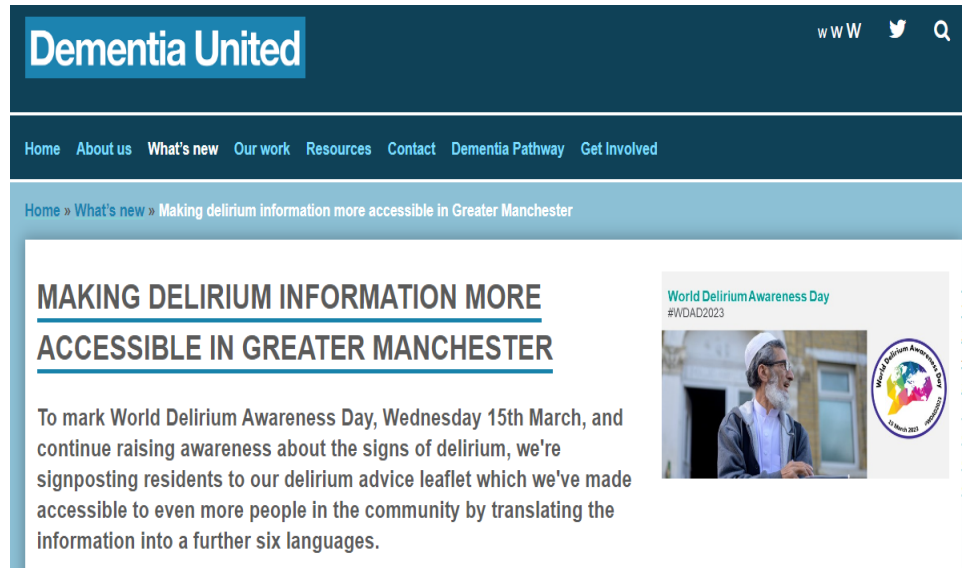 Dementia United
w w W
Home About us What's new Our work Resources Contact Dementia Pathway Get Involved
Home » What's new » Making delirium information more accessible in Greater Manchester
MAKING DELIRIUM INFORMATION MORE
ACCESSIBLE IN GREATER MANCHESTER
World Delirium Awareness Day
#WDAD2023
World Delirium Awareness Day
15 March 2023
#WDAD2023
To mark World Delirium Awareness Day, Wednesday 15th March, and
continue raising awareness about the signs of delirium, we're
signposting residents to our delirium advice leaflet which we've made
accessible to even more people in the community by translating the
information into a further six languages.